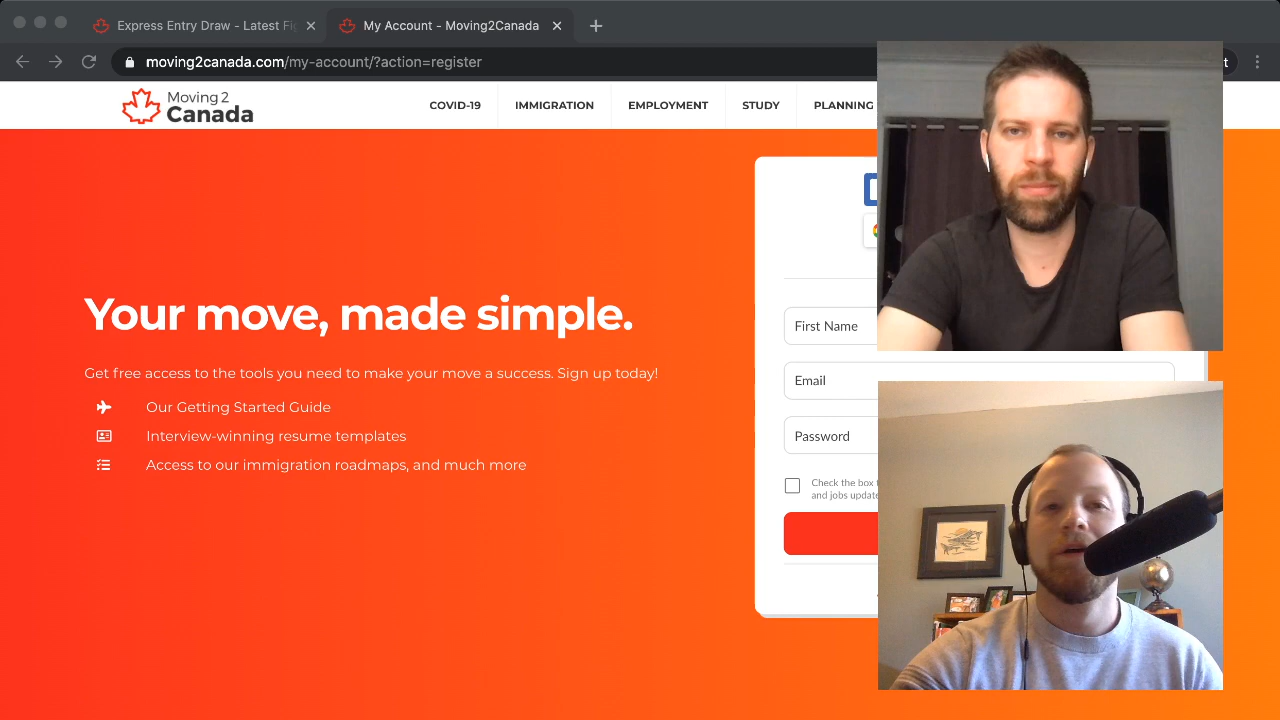 Express Entry Draw - Latest Fig
My Account - Moving2Canada
moving2canada.com/my-account/?action=register
Moving 2
Canada
COVID-19
IMMIGRATION
EMPLOYMENT
STUDY
PLANNING
Your move, made simple.
Get free access to the tools you need to make your move a success. Sign up today!
Our Getting Started Guide
Interview-winning resume templates
Access to our immigration roadmaps, and much more
First Name
Email
Password
Check the box
and jobs update